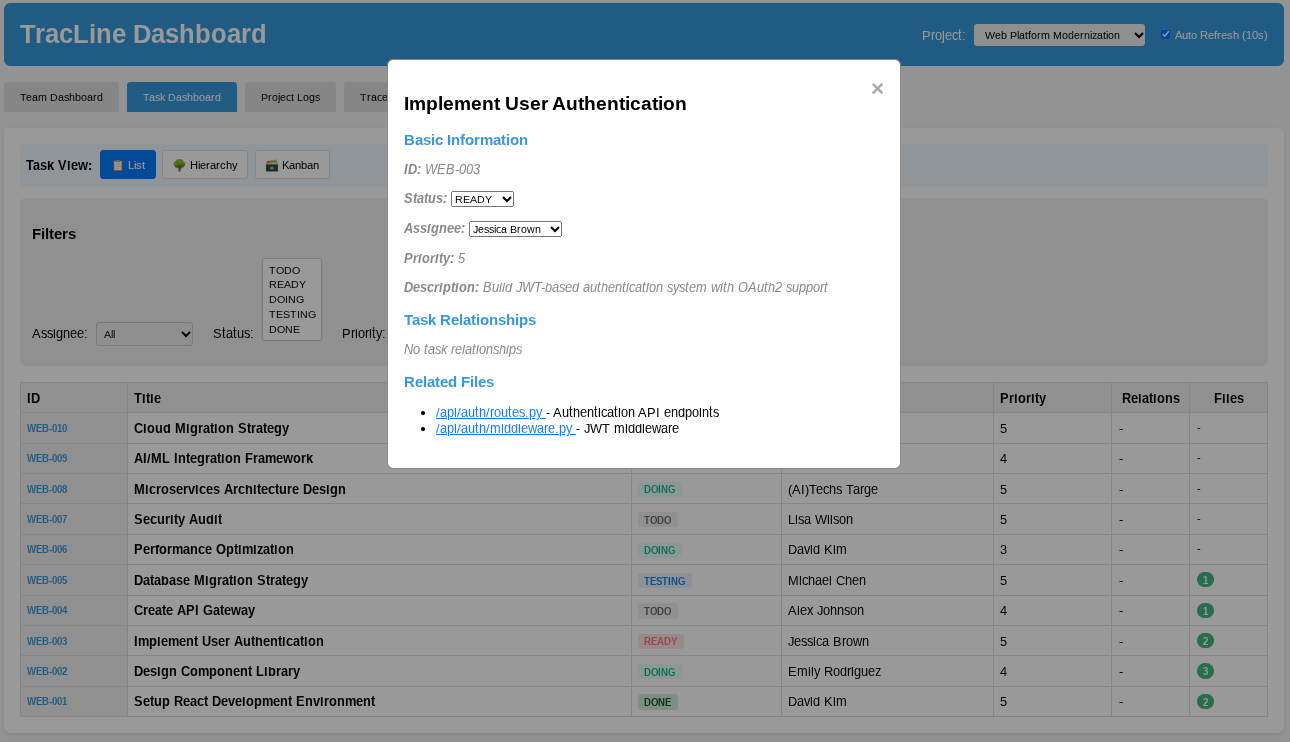 TracLine Dashboard
Project: Web Platform Modernization Auto Refresh (10s)
Team Dashboard Task Dashboard Project Logs Trace
Task View: List Hierarchy Kanban
Filters
Assignee: All Status: TODO READY DOING TESTING DONE Priority:
×
Implement User Authentication
Basic Information
ID: WEB-003
Status: READY
Assignee: Jessica Brown
Priority: 5
Description: Build JWT-based authentication system with OAuth2 support
Task Relationships
No task relationships
Related Files
• /api/auth/routes.py - Authentication API endpoints
• /api/auth/middleware.py - JWT middleware
ID Title Priority Relations Files
WEB-010 Cloud Migration Strategy 5 - -
WEB-009 AI/ML Integration Framework 4 - -
WEB-008 Microservices Architecture Design DOING (AI)Techs Targe 5 - -
WEB-007 Security Audit TODO Lisa Wilson 5 - -
WEB-006 Performance Optimization DOING David Kim 3 - -
WEB-005 Database Migration Strategy TESTING Michael Chen 5 - 1
WEB-004 Create API Gateway TODO Alex Johnson 4 - 1
WEB-003 Implement User Authentication READY Jessica Brown 5 - 2
WEB-002 Design Component Library DOING Emily Rodriguez 4 - 3
WEB-001 Setup React Development Environment DONE David Kim 5 - 2